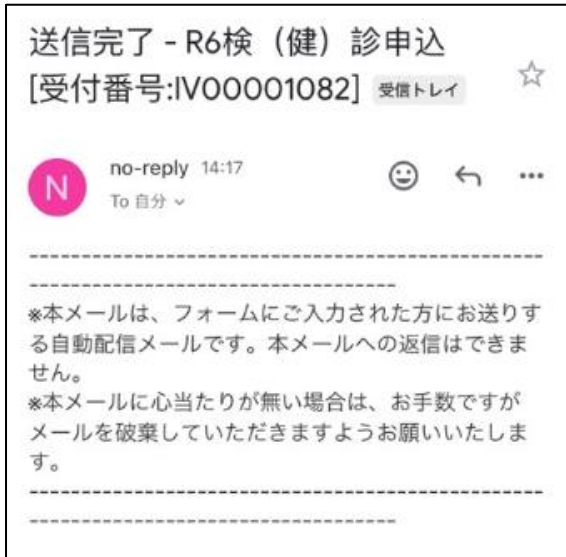 送信完了 - R6検（健）診申込
[受付番号:IV00001082] 受信トレイ
N
no-reply 14:17
To 自分
--------------------------------------------------
------------------------------------
※本メールは、フォームにご入力された方にお送りす
る自動配信メールです。本メールへの返信はできま
せん。
※本メールに心当たりが無い場合は、お手数ですが
メールを破棄していただきますようお願いいたしま
す。
--------------------------------------------------
------------------------------------